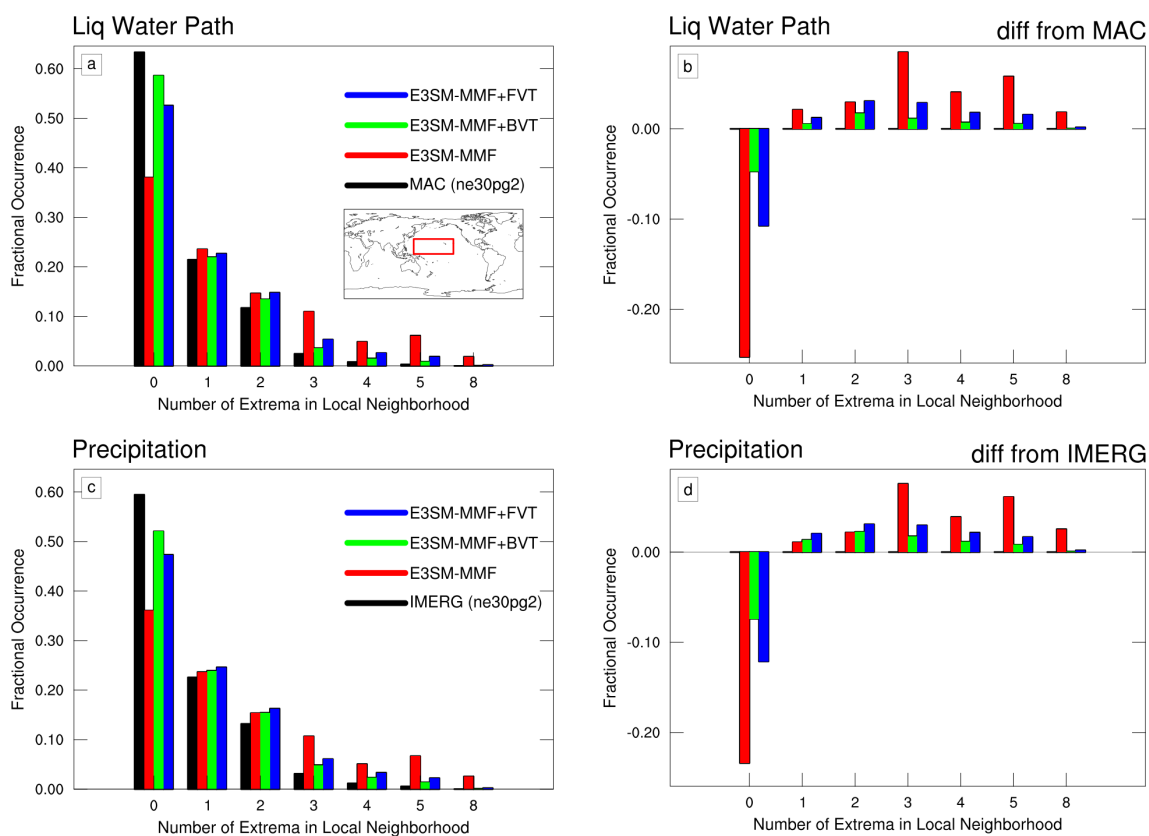 Liq Water Path
a
Fractional Occurrence
0.60
0.50
0.40
0.30
0.20
0.10
0.00
E3SM-MMF+FVT
E3SM-MMF+BVT
E3SM-MMF
MAC (ne30pg2)
0 1 2 3 4 5 8
Number of Extrema in Local Neighborhood
Liq Water Path diff from MAC
b
Fractional Occurrence
0.00
-0.10
-0.20
0 1 2 3 4 5 8
Number of Extrema in Local Neighborhood
Precipitation
c
Fractional Occurrence
0.60
0.50
0.40
0.30
0.20
0.10
0.00
E3SM-MMF+FVT
E3SM-MMF+BVT
E3SM-MMF
IMERG (ne30pg2)
0 1 2 3 4 5 8
Number of Extrema in Local Neighborhood
Precipitation diff from IMERG
d
Fractional Occurrence
0.00
-0.10
-0.20
0 1 2 3 4 5 8
Number of Extrema in Local Neighborhood